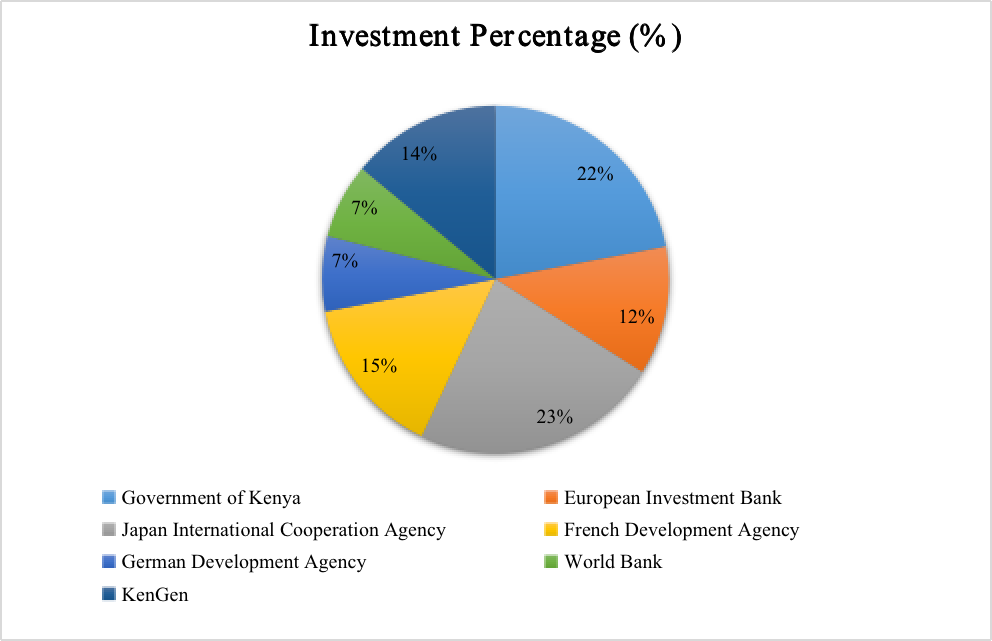 Investment Percentage (%)
14%
22%
7%
7%
12%
15%
23%
Government of Kenya
European Investment Bank
Japan International Cooperation Agency
French Development Agency
German Development Agency
World Bank
KenGen